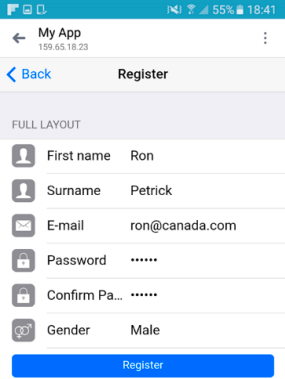 55% 18:41
My App
159.65.18.23
Back Register
FULL LAYOUT
First name Ron
Surname Petrick
E-mail ron@canada.com
Password ••••••
Confirm Pa... ••••••
Gender Male
Register